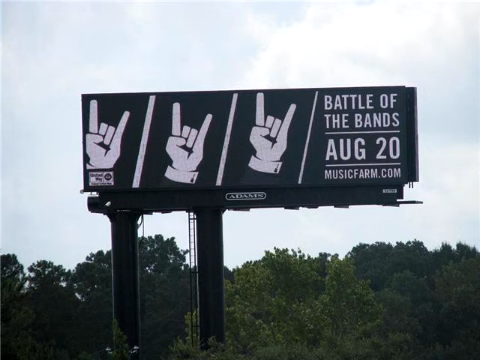 BATTLE OF
THE BANDS
AUG 20
MUSICFARM.COM
ADAMS